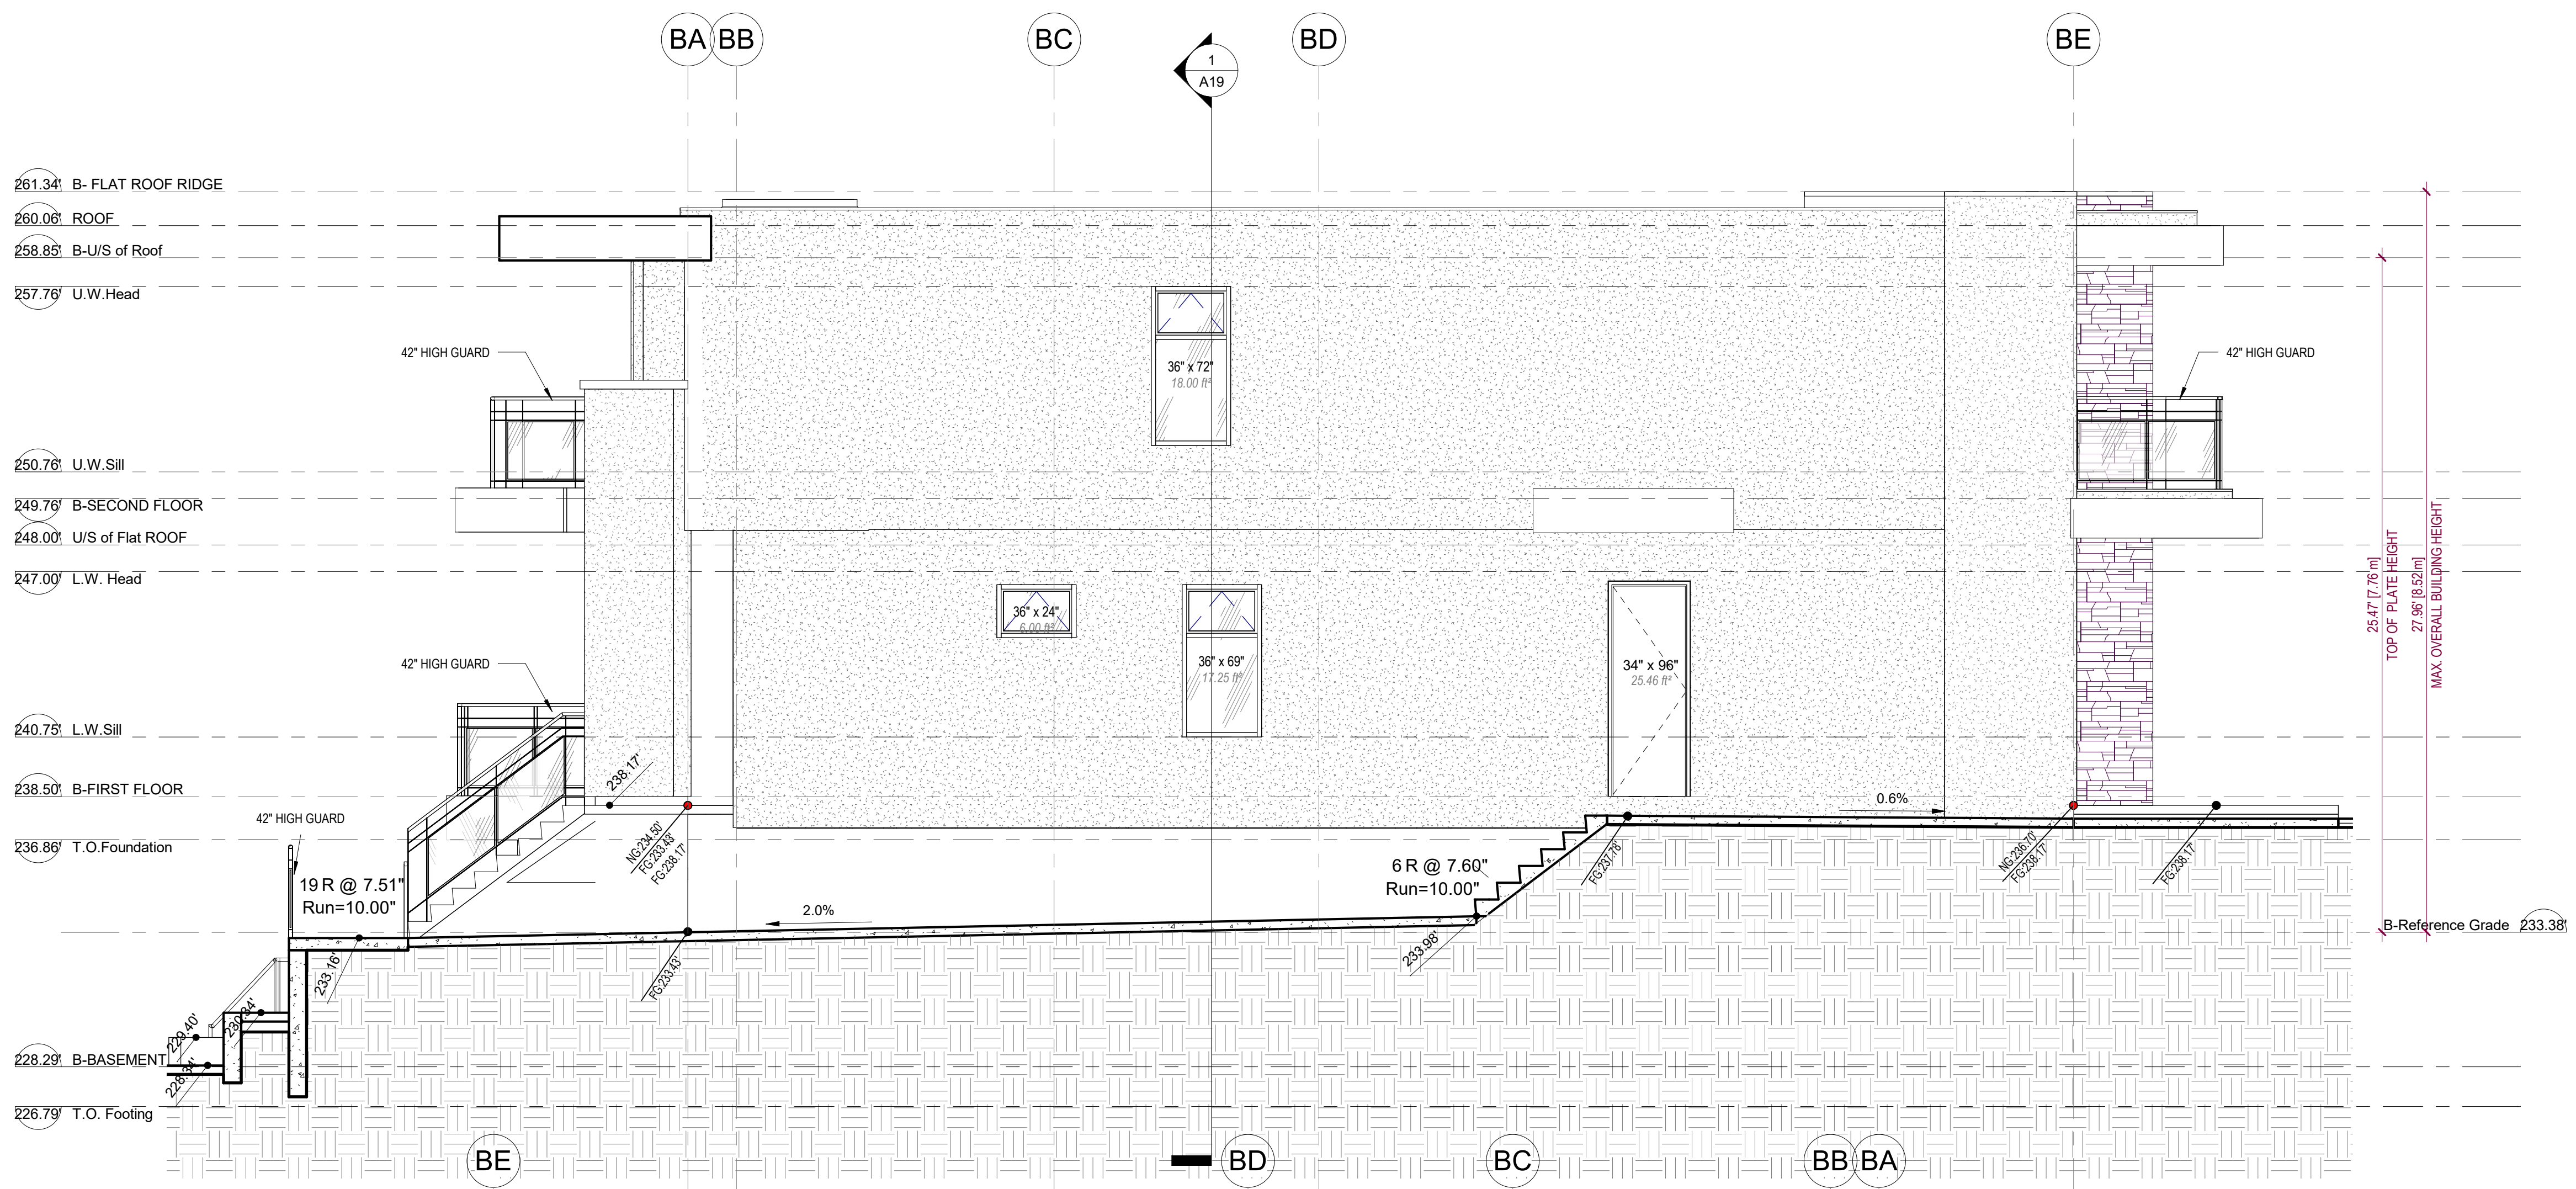 BA
BB
BC
BD
BE
1
A19
261.34' B- FLAT ROOF RIDGE
260.06' ROOF
258.85' B-U/S of Roof
257.76' U.W.Head
42" HIGH GUARD
36" x 72"
18.00 ft²
42" HIGH GUARD
250.76' U.W.Sill
249.76' B-SECOND FLOOR
248.00' U/S of Flat ROOF
247.00' L.W. Head
36" x 24"
6.00 ft²
42" HIGH GUARD
36" x 69"
17.25 ft²
34" x 96"
25.46 ft²
25.47' [7.76 m]
TOP OF PLATE HEIGHT
27.96' [8.52 m]
MAX. OVERALL BUILDING HEIGHT
240.75' L.W.Sill
238.17'
238.50' B-FIRST FLOOR
0.6%
42" HIGH GUARD
236.86' T.O.Foundation
NG:234.50'
FG:233.43'
FG:238.17'
FG:237.78'
NG:236.70'
FG:238.17'
FG:238.17'
19 R @ 7.51"
Run=10.00"
6 R @ 7.60"
Run=10.00"
2.0%
B-Reference Grade 233.38'
233.16'
FG:233.43'
233.98'
230.34'
229.40'
228.29' B-BASEMENT
228.34'
226.79' T.O. Footing
BE
BD
BC
BB
BA